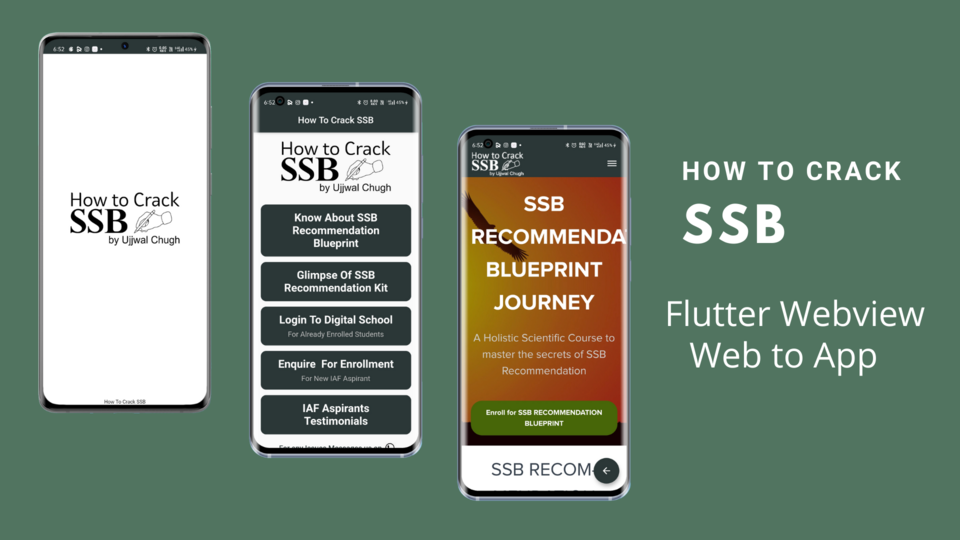 6:52
How to Crack
SSB
by Ujjwal Chugh
How To Crack SSB
6:52
How To Crack SSB
How to Crack
SSB
by Ujjwal Chugh
Know About SSB
Recommendation
Blueprint
Glimpse Of SSB
Recommendation Kit
Login To Digital School
For Already Enrolled Students
Enquire For Enrollment
For New IAF Aspirant
IAF Aspirants
Testimonials
6:52
How to Crack
SSB
by Ujjwal Chugh
SSB
RECOMMENDA
BLUEPRINT
JOURNEY
A Holistic Scientific Course to
master the secrets of SSB
Recommendation
Enroll for SSB RECOMMENDATION
BLUEPRINT
SSB RECOM
HOW TO CRACK
SSB
Flutter Webview
Web to App